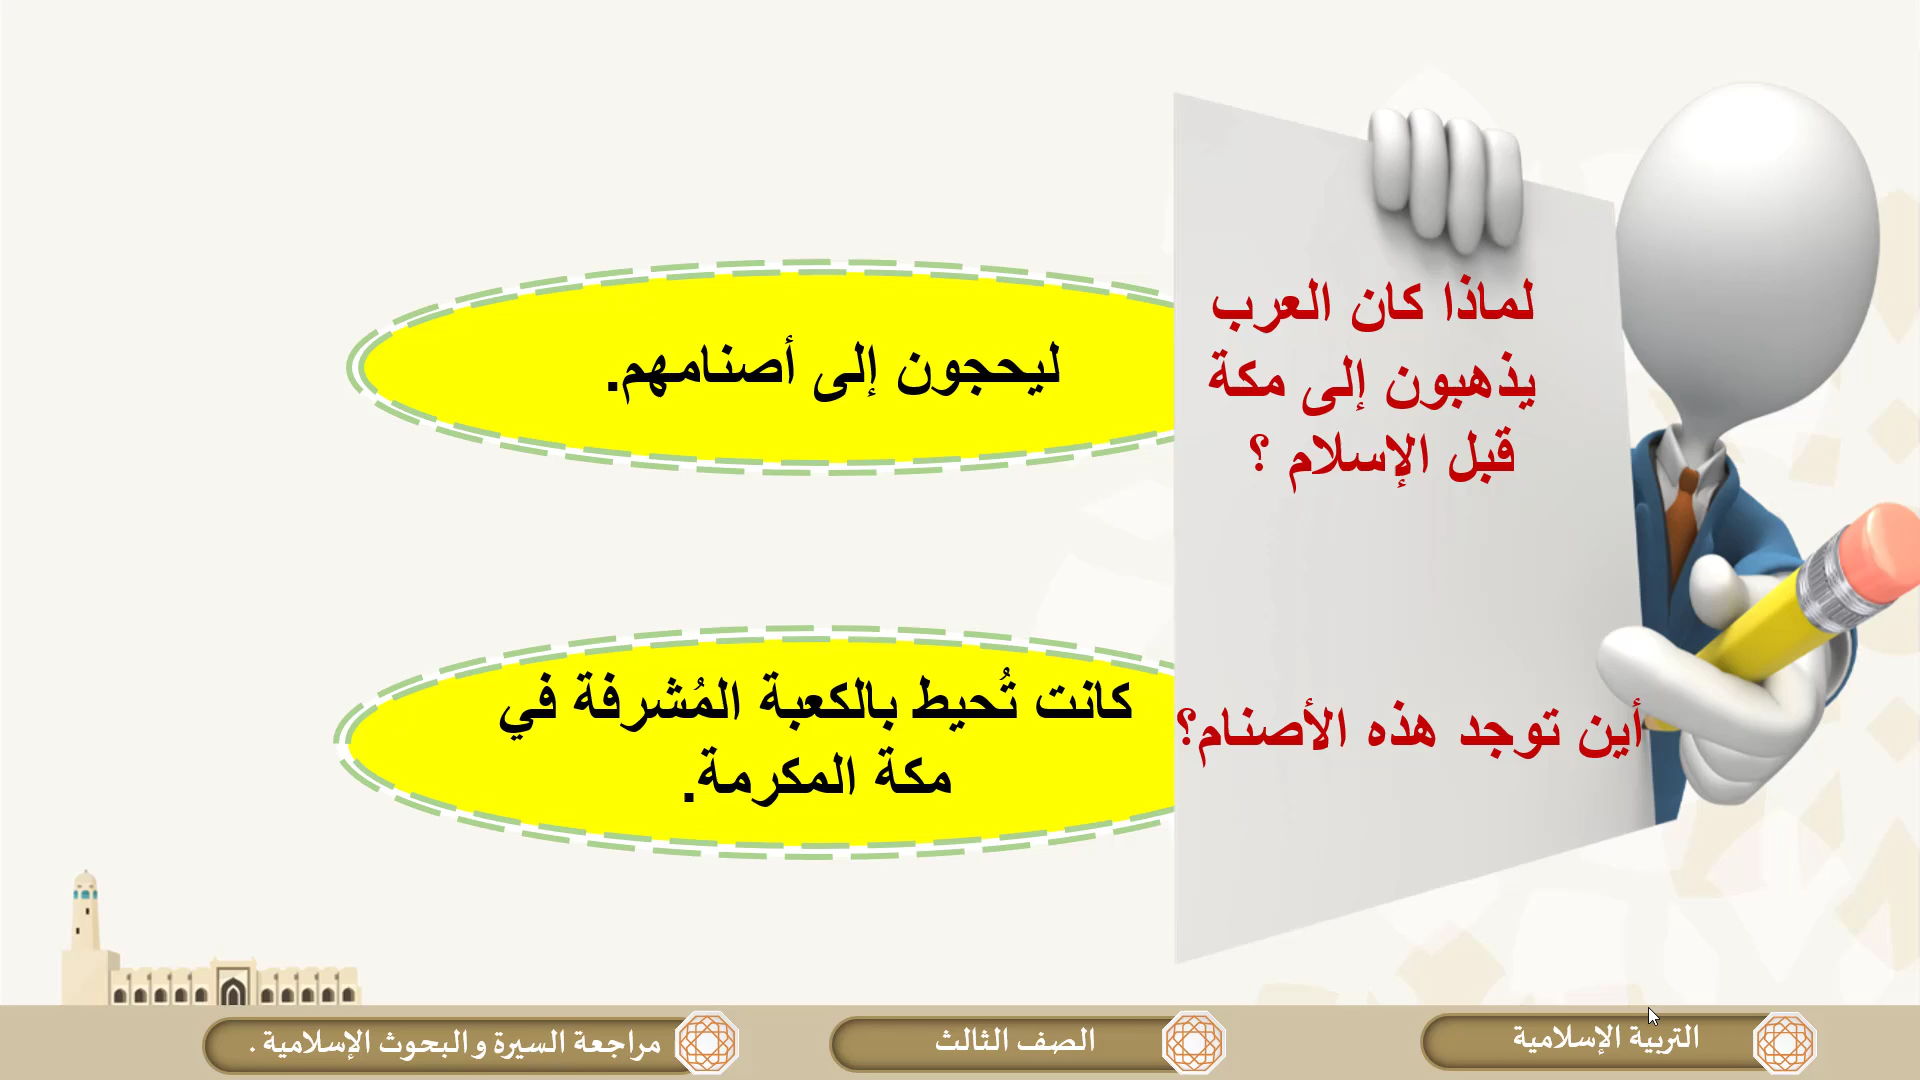 لماذا كان العرب
يذهبون إلى مكة
قبل الإسلام ؟
ليحجون إلى أصنامهم.
أين توجد هذه الأصنام؟
كانت تُحيط بالكعبة المُشرفة في
مكة المكرمة.
التربية الإسلامية
الصف الثالث
مراجعة السيرة و البحوث الإسلامية .